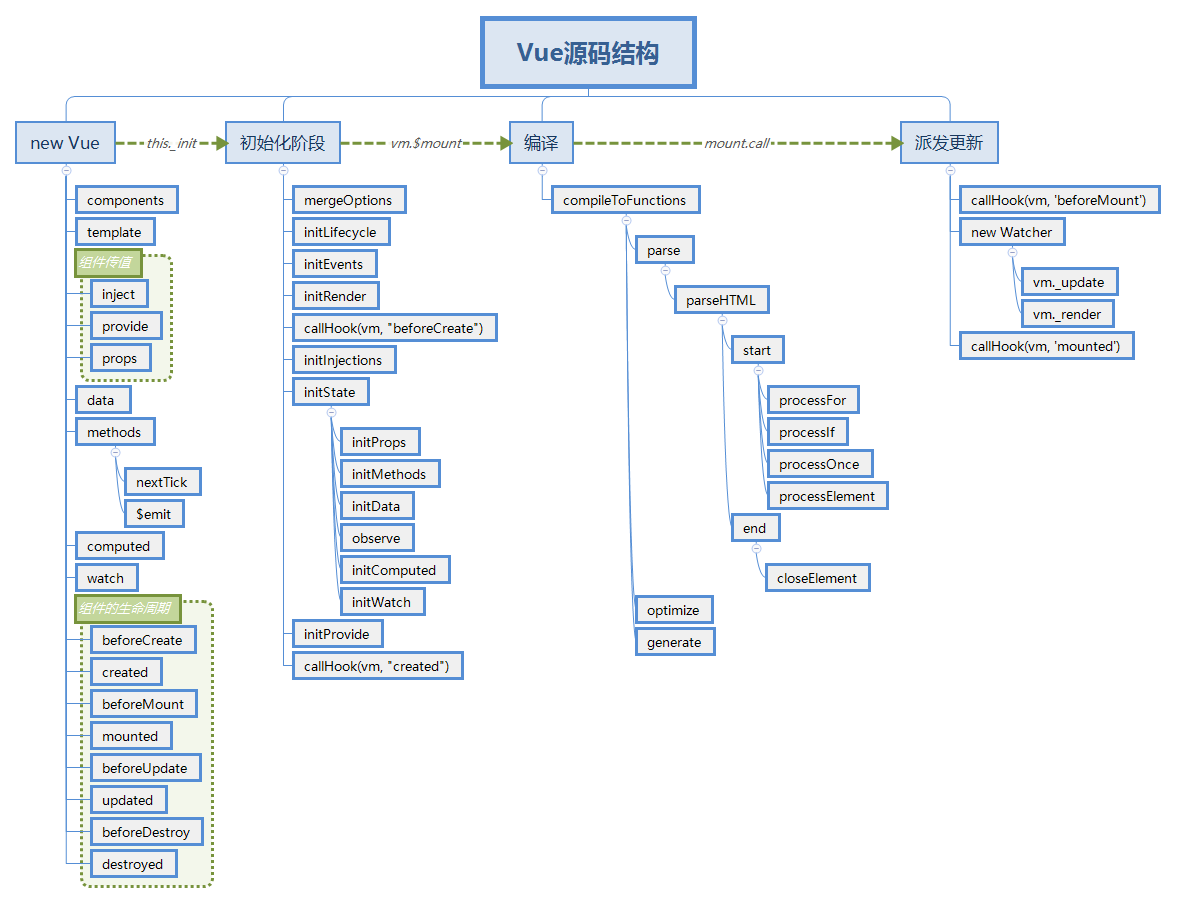 Vue源码结构
new Vue
this._init
初始化阶段
vm.$mount
编译
mount.call
派发更新
components
template
组件传值
inject
provide
props
data
methods
nextTick
$emit
computed
watch
组件的生命周期
beforeCreate
created
beforeMount
mounted
beforeUpdate
updated
beforeDestroy
destroyed
mergeOptions
initLifecycle
initEvents
initRender
callHook(vm, "beforeCreate")
initInjections
initState
initProps
initMethods
initData
observe
initComputed
initWatch
initProvide
callHook(vm, "created")
compileToFunctions
parse
parseHTML
start
processFor
processIf
processOnce
processElement
end
closeElement
optimize
generate
callHook(vm, 'beforeMount')
new Watcher
vm._update
vm._render
callHook(vm, 'mounted')